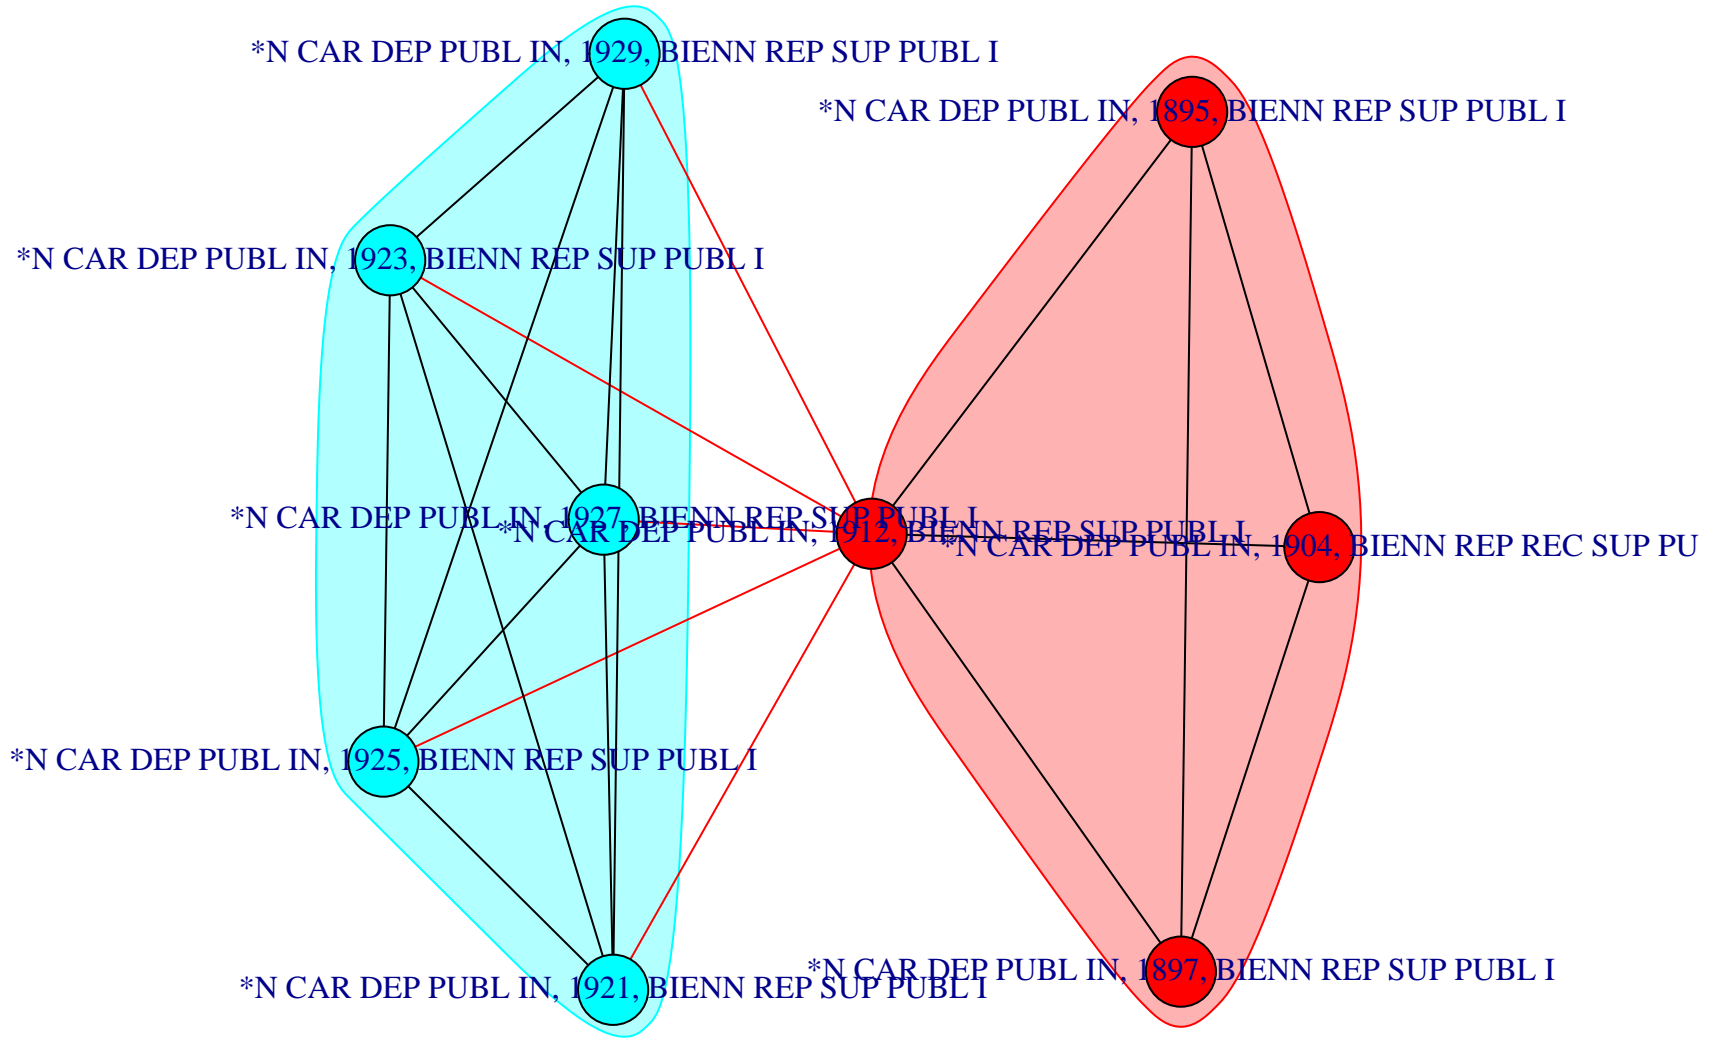 *N CAR DEP PUBL IN, 1929, BIENN REP SUP PUBL I
*N CAR DEP PUBL IN, 1895, BIENN REP SUP PUBL I
*N CAR DEP PUBL IN, 1923, BIENN REP SUP PUBL I
*N CAR DEP PUBL IN, 1927, BIENN REP SUP PUBL I
*N CAR DEP PUBL IN, 1912, BIENN REP SUP PUBL I
*N CAR DEP PUBL IN, 1904, BIENN REP REC SUP PU
*N CAR DEP PUBL IN, 1925, BIENN REP SUP PUBL I
*N CAR DEP PUBL IN, 1897, BIENN REP SUP PUBL I
*N CAR DEP PUBL IN, 1921, BIENN REP SUP PUBL I